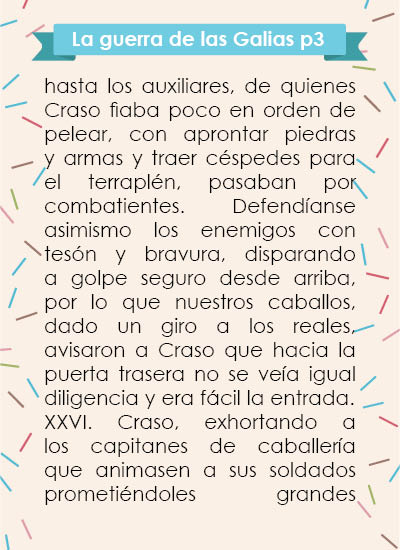 La guerra de las Galias p3
hasta los auxiliares, de quienes
Craso fiaba poco en orden de
pelear, con aprontar piedras
y armas y traer céspedes para
el terraplén, pasaban por
combatientes. Defendíanse
asimismo los enemigos con
tesón y bravura, disparando
a golpe seguro desde arriba,
por lo que nuestros caballos,
dado un giro a los reales,
avisaron a Craso que hacia la
puerta trasera no se veía igual
diligencia y era fácil la entrada.
XXVI. Craso, exhortando a
los capitanes de caballería
que animasen a sus soldados
prometiéndoles grandes